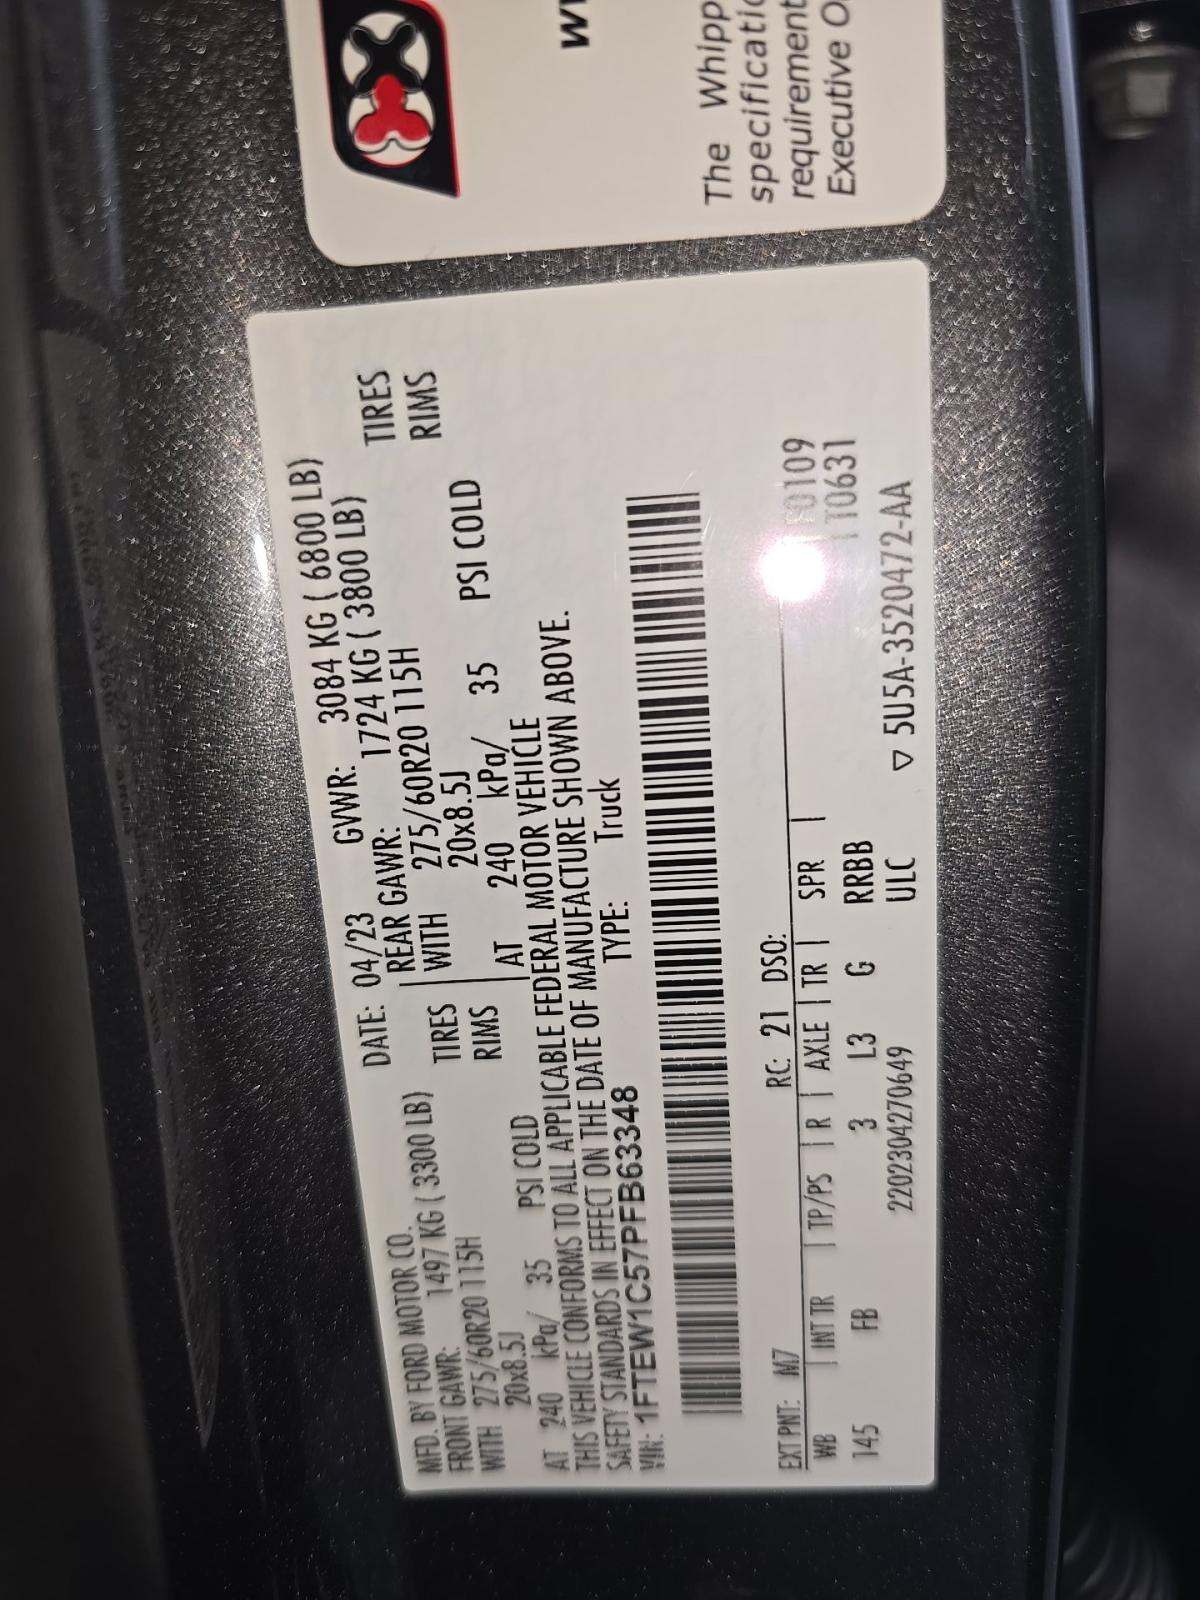 MFD. BY FORD MOTOR CO.
DATE: 04/23 GVWR: 3084 KG ( 6800 LB)
FRONT GAWR: 1497 KG ( 3300 LB) REAR GAWR: 1724 KG ( 3800 LB)
WITH 275/60R20 115H TIRES WITH 275/60R20 115H TIRES
20x8.5J RIMS 20x8.5J RIMS
AT 240 kPa/ 35 PSI COLD AT 240 kPa/ 35 PSI COLD
THIS VEHICLE CONFORMS TO ALL APPLICABLE FEDERAL MOTOR VEHICLE
SAFETY STANDARDS IN EFFECT ON THE DATE OF MANUFACTURE SHOWN ABOVE.
VIN: 1FTEW1C57PFB63348 TYPE: Truck
EXT PNT: M7 RC: 21 DSO: F0109
WB | INT TR | TP/PS | R | AXLE | TR | SPR | T0631
145 FB 3 L3 G RRBB
2202304270649 ULC ▽ 5U5A-3520472-AA
The Whipp
specificatio
requirement
Executive O